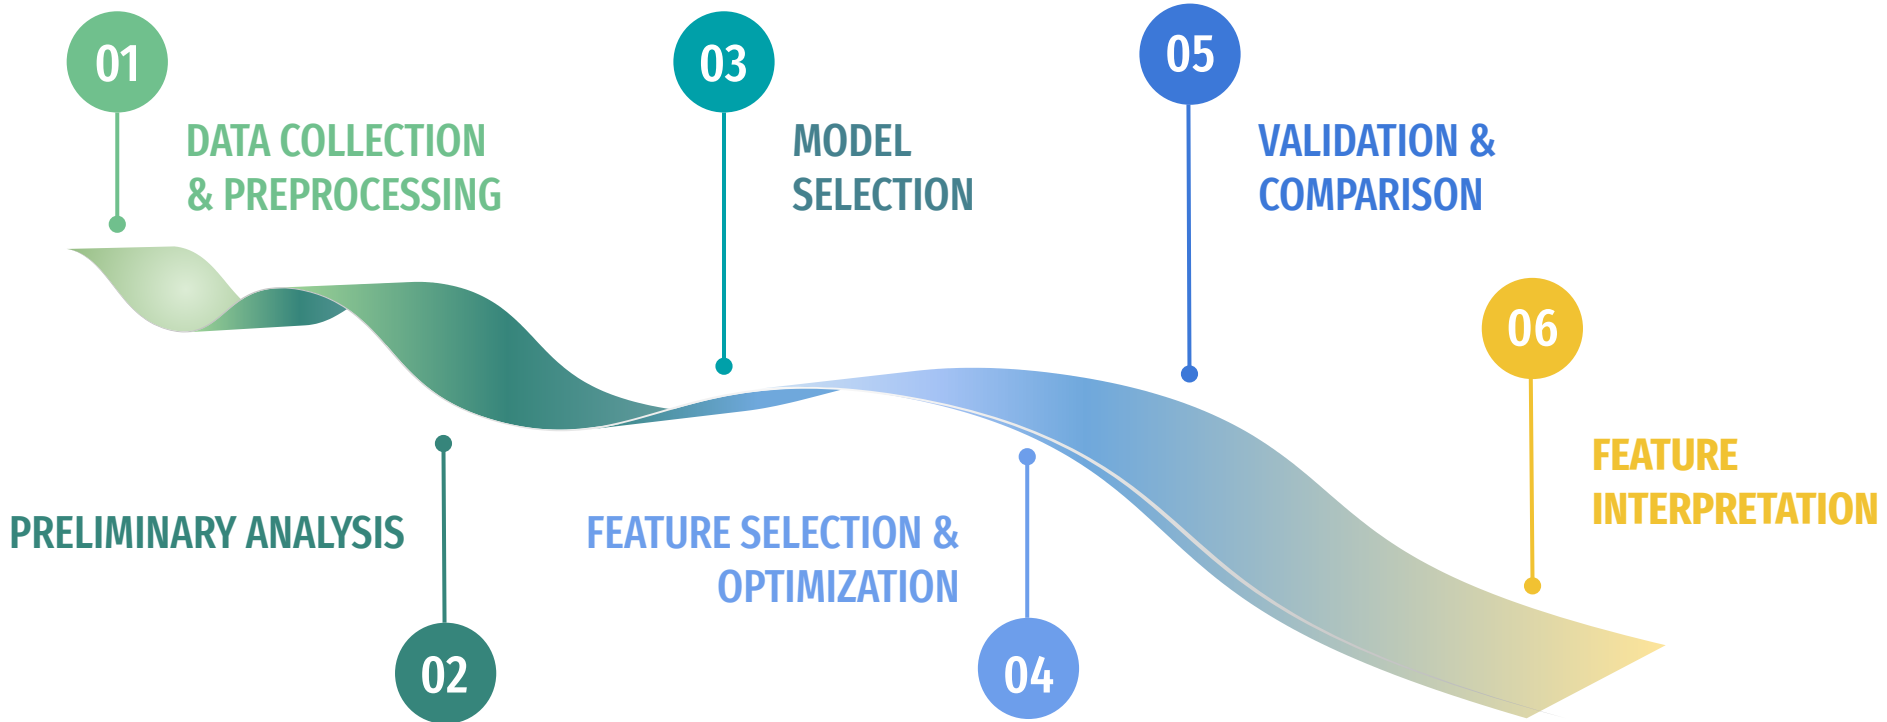 01
DATA COLLECTION
& PREPROCESSING
02
PRELIMINARY ANALYSIS
03
MODEL
SELECTION
04
FEATURE SELECTION &
OPTIMIZATION
05
VALIDATION &
COMPARISON
06
FEATURE
INTERPRETATION